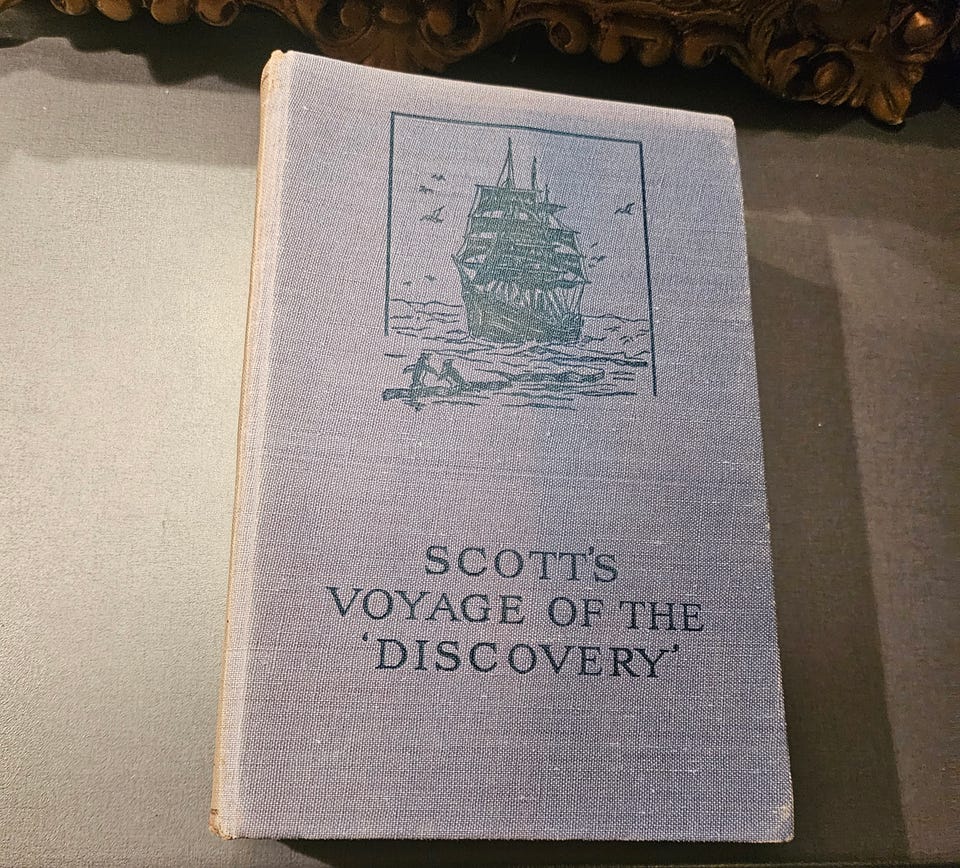 SCOTT'S
VOYAGE OF THE
'DISCOVERY'